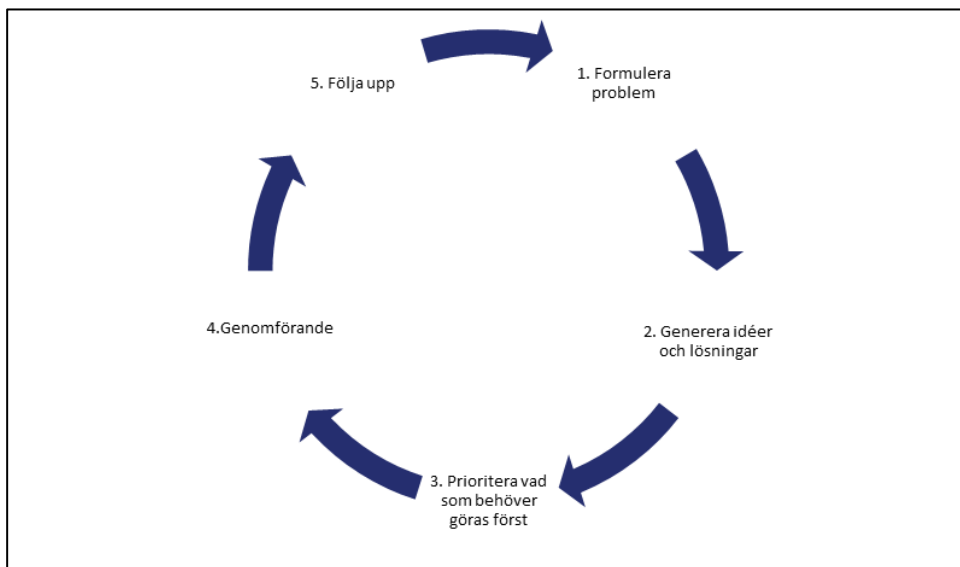 1. Formulera
problem
2. Generera idéer
och lösningar
3. Prioritera vad
som behöver
göras först
4.Genomförande
5. Följa upp